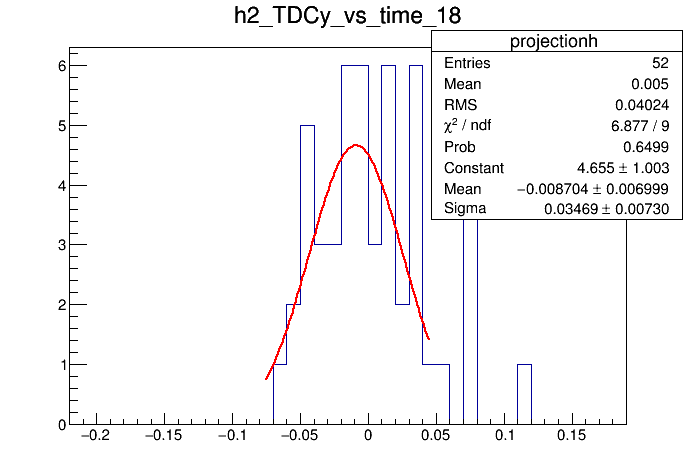 h2_TDCy_vs_time_18
projectionh
Entries 52
Mean 0.005
RMS 0.04024
χ² / ndf 6.877 / 9
Prob 0.6499
Constant 4.655 ± 1.003
Mean −0.008704 ± 0.006999
Sigma 0.03469 ± 0.00730
6
5
4
3
2
1
0
−0.2 −0.15 −0.1 −0.05 0 0.05 0.1 0.15